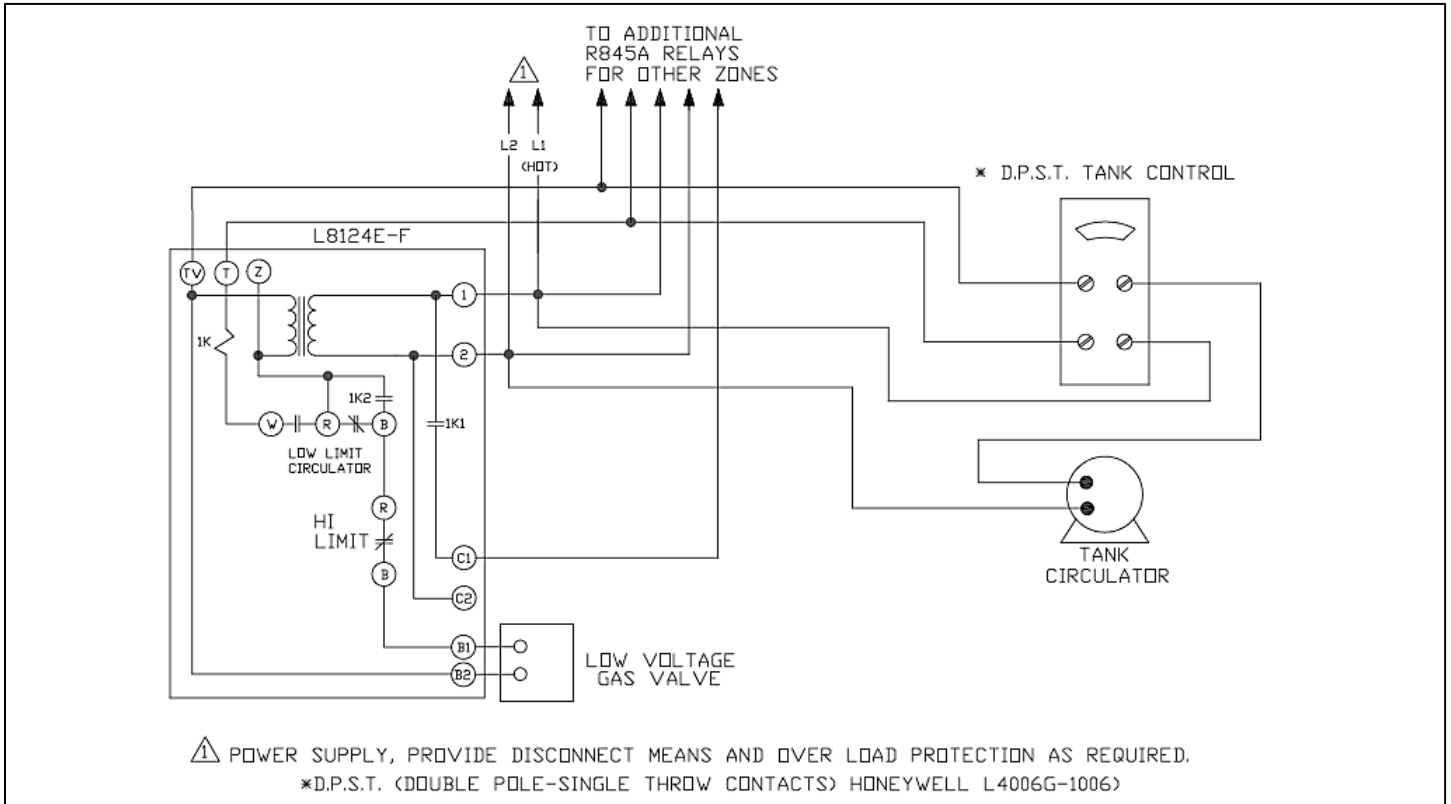 TO ADDITIONAL
R845A RELAYS
FOR OTHER ZONES
1
L2 L1
(HOT)
* D.P.S.T. TANK CONTROL
L8124E-F
TV T Z
1
1K
2
1K2
W R B
1K1
LOW LIMIT
CIRCULATOR
R
HI
LIMIT
B
C1
C2
B1
B2
LOW VOLTAGE
GAS VALVE
TANK
CIRCULATOR
1 POWER SUPPLY, PROVIDE DISCONNECT MEANS AND OVER LOAD PROTECTION AS REQUIRED.
*D.P.S.T. (DOUBLE POLE-SINGLE THROW CONTACTS) HONEYWELL L4006G-1006)